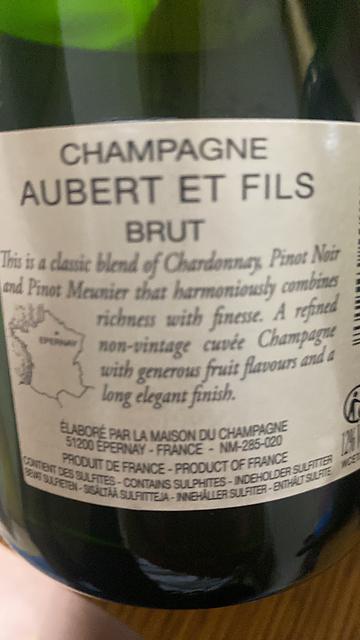 CHAMPAGNE
AUBERT ET FILS
BRUT
This is a classic blend of Chardonnay, Pinot Noir
and Pinot Meunier that harmoniously combines
richness with finesse. A refined
non-vintage cuvée Champagne
with generous fruit flavours and a
long elegant finish.
EPERNAY
ÉLABORÉ PAR LA MAISON DU CHAMPAGNE
51200 ÉPERNAY - FRANCE - NM-285-020
PRODUIT DE FRANCE - PRODUCT OF FRANCE
CONTIENT DES SULFITES - CONTAINS SULPHITES - INDEHOLDER SULFITTER
BEVAT SULFIETEN - SISÄLTÄÄ SULFIITTEJA - INNEHÅLLER SULFITER - ENTHÄLT SULFITE
12%